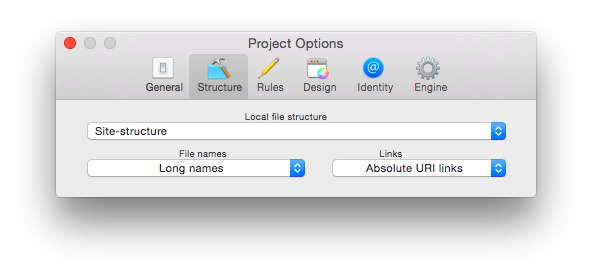 Project Options
General Structure Rules Design Identity Engine
Local file structure
Site-structure
File names Links
Long names Absolute URI links